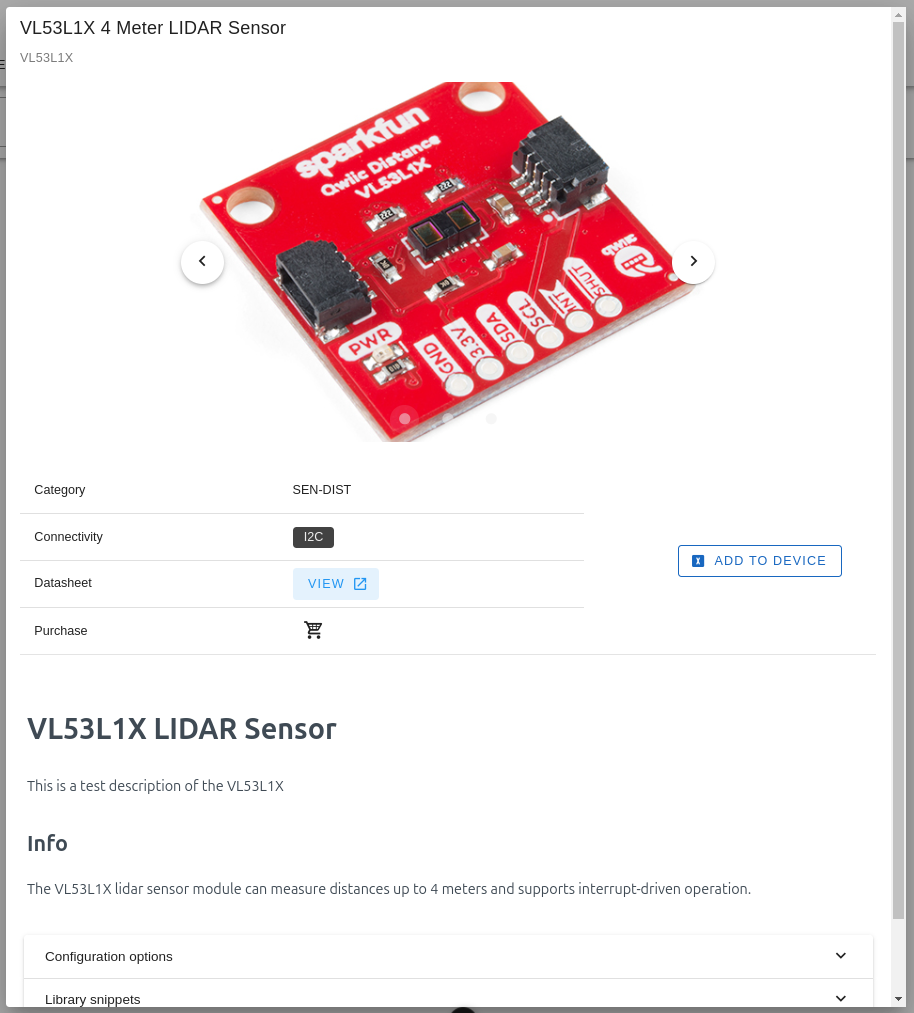 VL53L1X 4 Meter LIDAR Sensor
VL53L1X
sparkfun
Qwiic Distance
VL53L1X
222
222
qwiic
PWR
GND
3.3V
SDA
SCL
INT
SHUT
Category
SEN-DIST
Connectivity
I2C
ADD TO DEVICE
Datasheet
VIEW
Purchase
VL53L1X LIDAR Sensor
This is a test description of the VL53L1X
Info
The VL53L1X lidar sensor module can measure distances up to 4 meters and supports interrupt-driven operation.
Configuration options
Library snippets